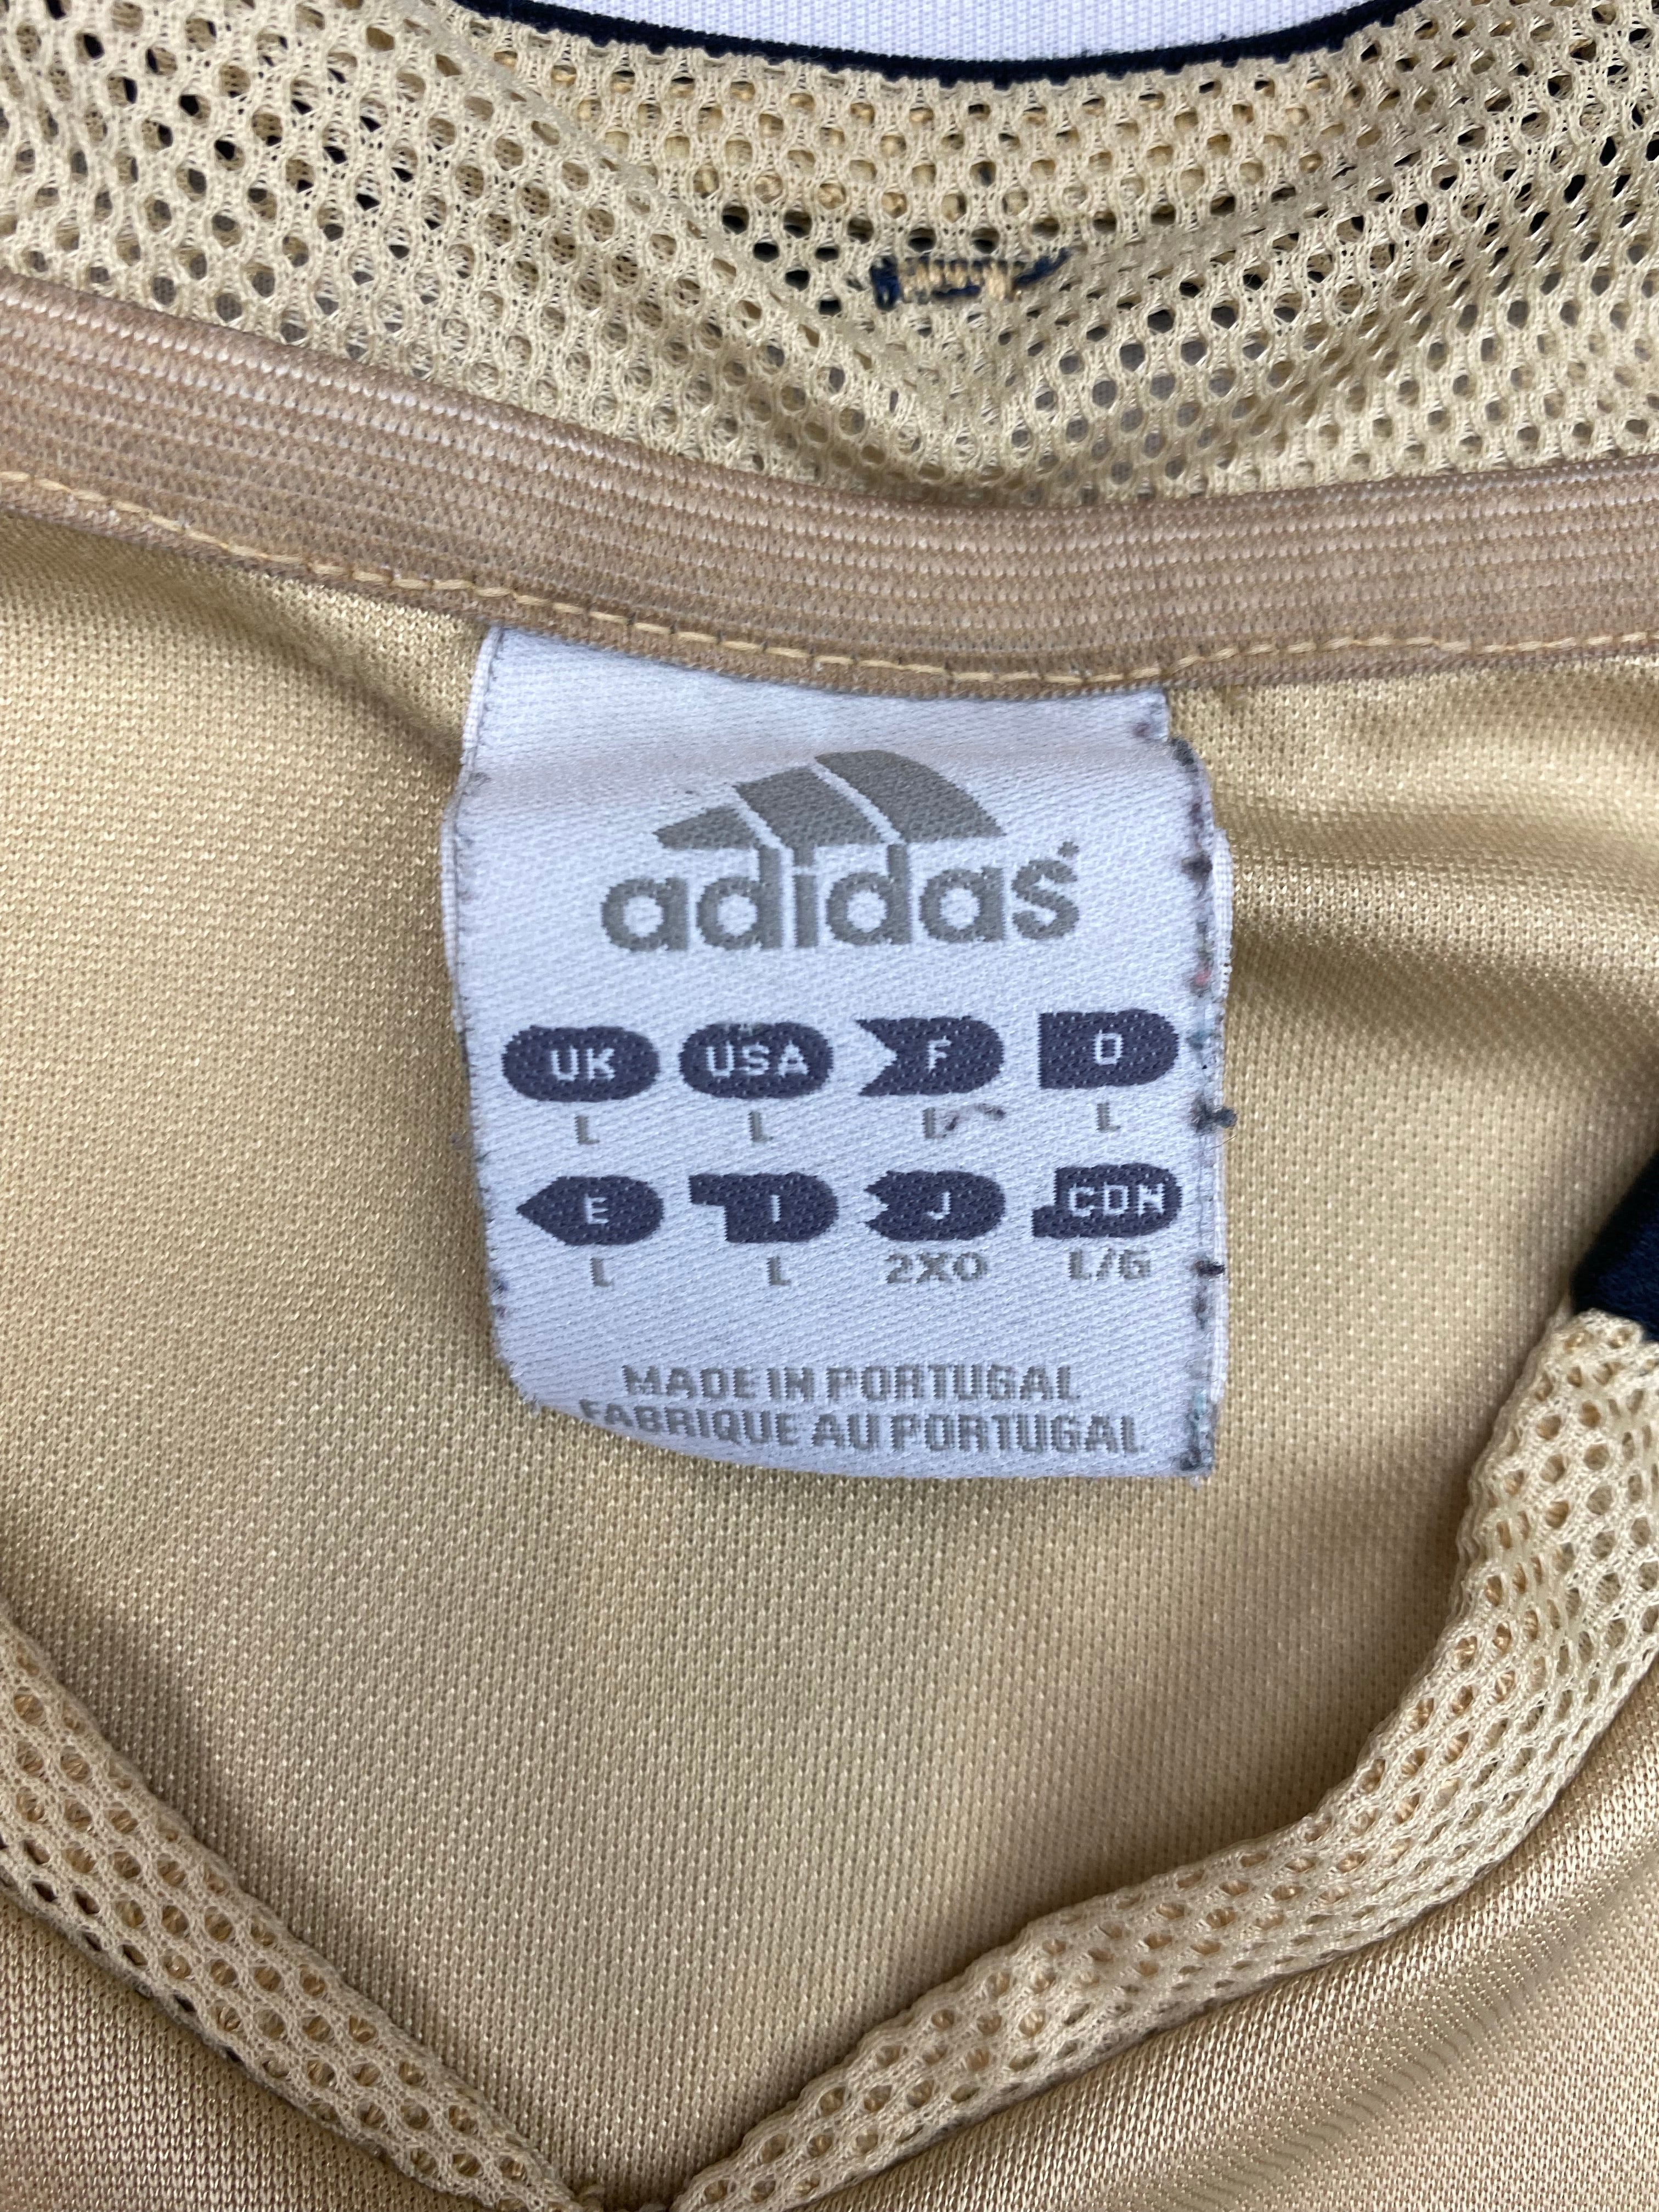 adidas
UK USA F D
L L L L
E I J CDN
L L 2XO L/G
MADE IN PORTUGAL
FABRIQUE AU PORTUGAL